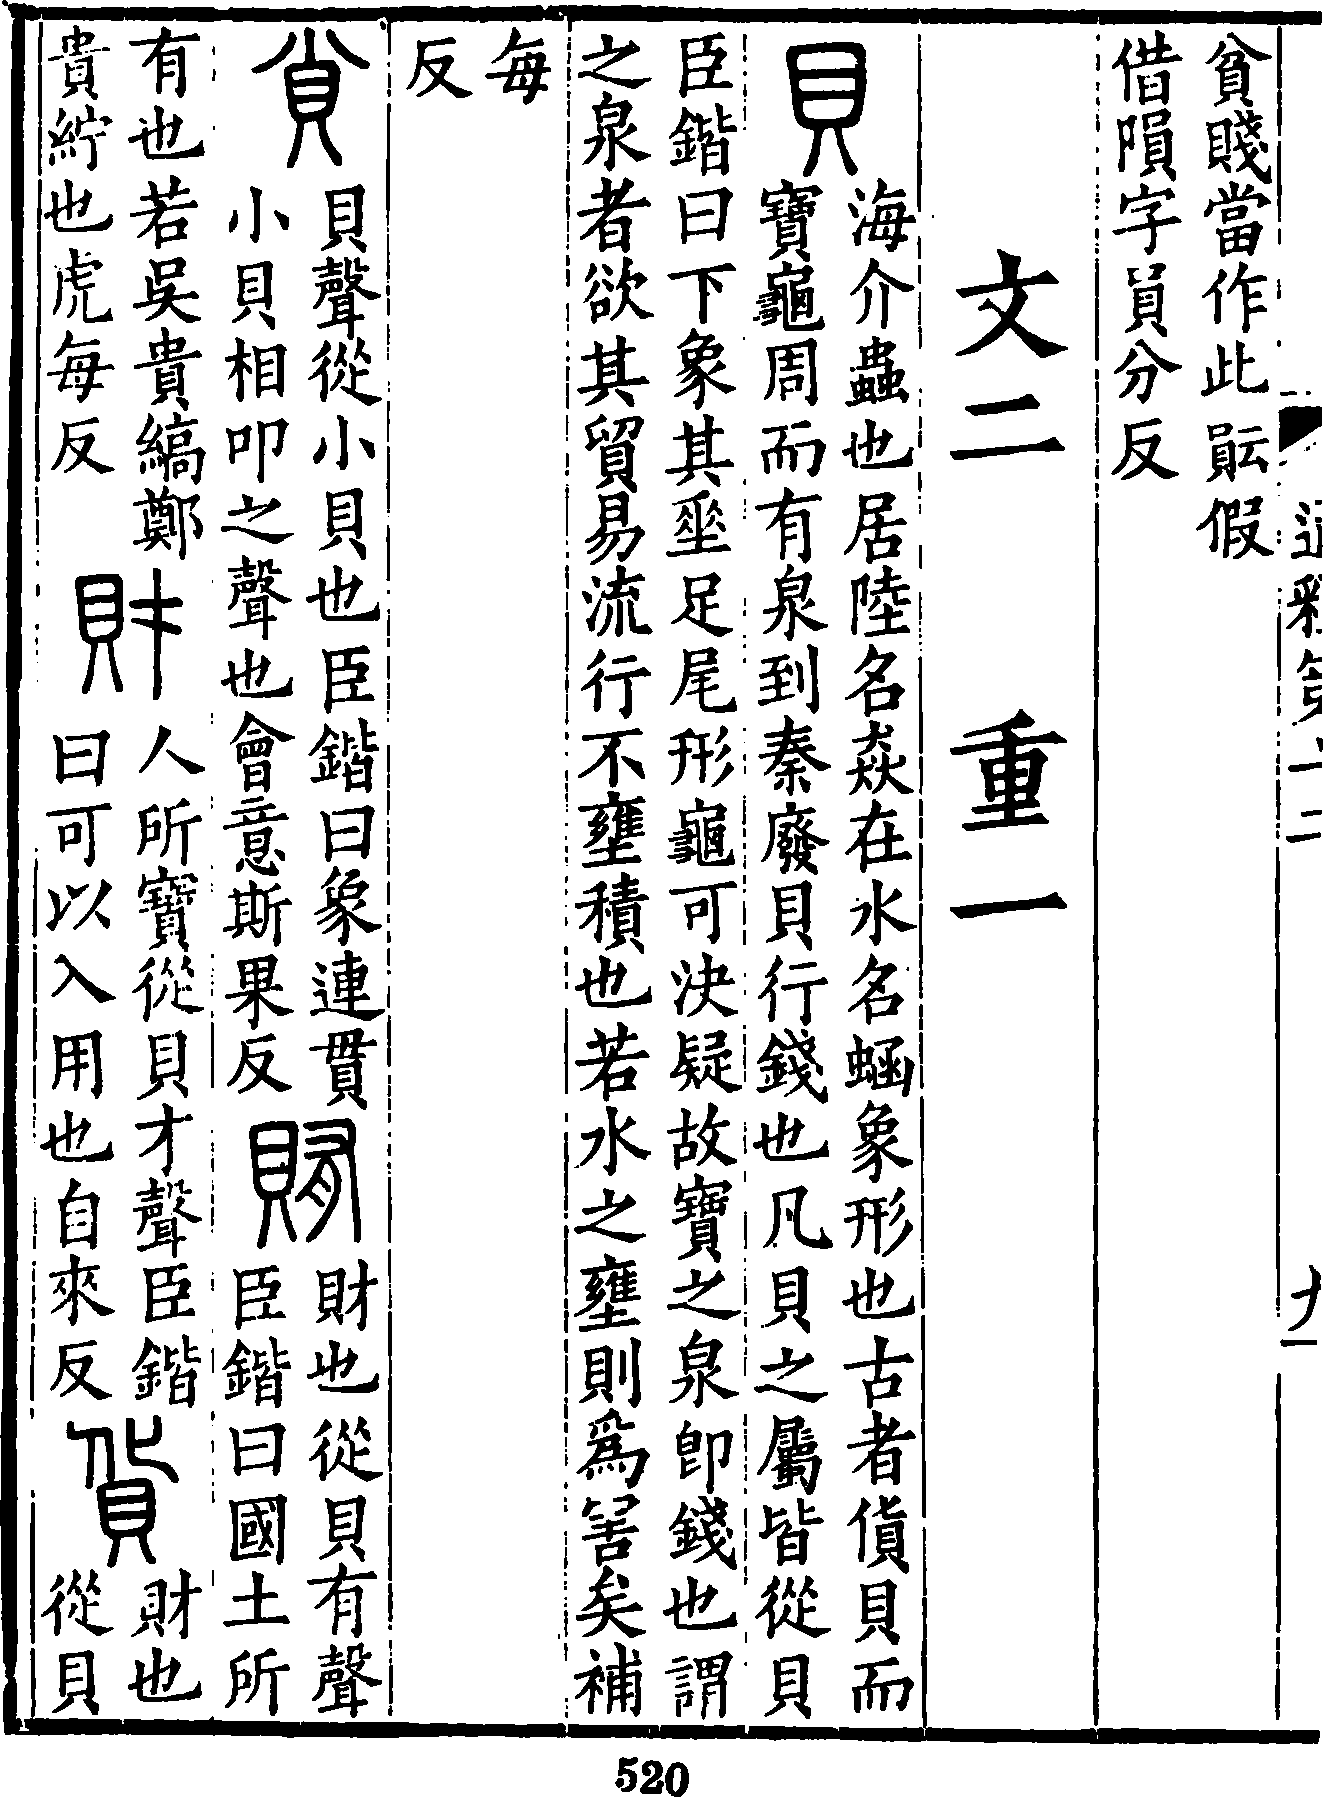 通釋第十二 十一
貧賤當作此𧶊假
借隕字員分反
文二 重一
貝
海介蟲也居陸名猋在水名蜬象形也古者貨貝而
寶龜周而有泉到秦廢貝行錢也凡貝之屬皆從貝
臣鍇曰下象其垂足尾形龜可決疑故寶之泉卽錢也謂
之泉者欲其貿易流行不壅積也若水之壅則爲害矣補
每
反
𧴪
貝聲從小貝也臣鍇曰象連貫
小貝相叩之聲也會意斯果反
賄
財也從貝有聲
臣鍇曰國土所
有也若吳貴縞鄭
貴紵也虎每反
財
人所寶從貝才聲臣鍇
曰可以入用也自來反
貨
財也
從貝
520